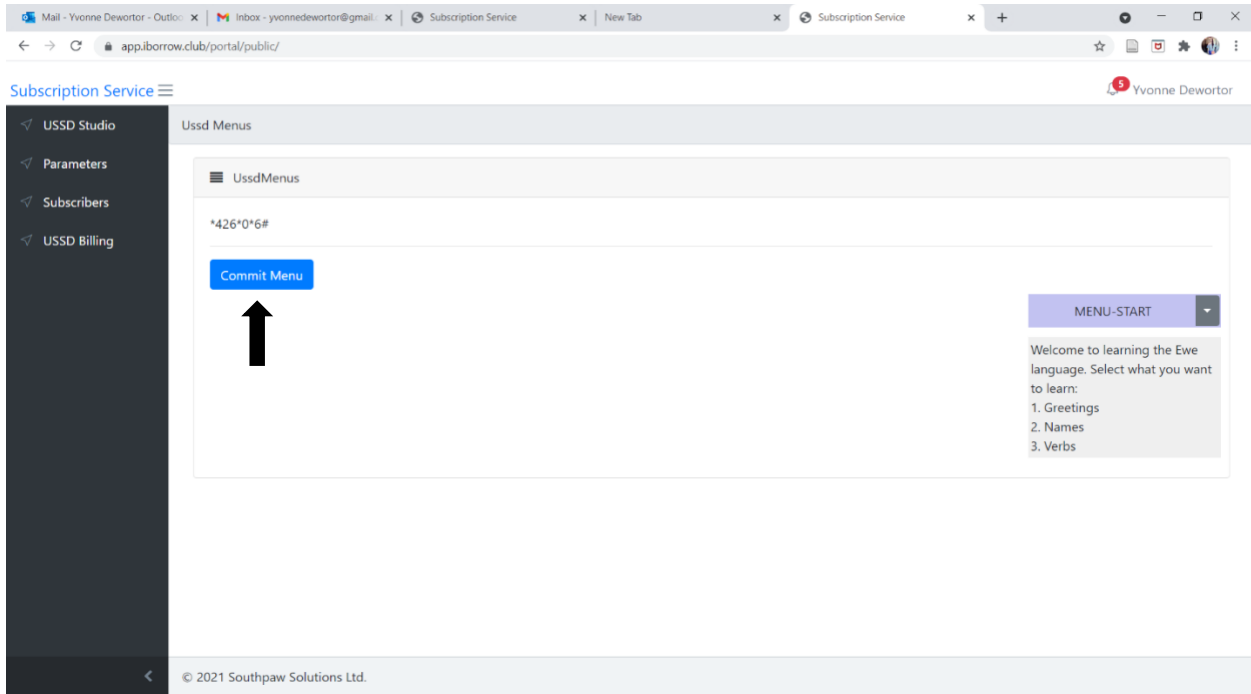 Mail - Yvonne Dewortor - Outloo
Inbox - yvonnedewortor@gmail.
Subscription Service
New Tab
Subscription Service
app.iborrow.club/portal/public/
Subscription Service
5
Yvonne Dewortor
USSD Studio
Ussd Menus
Parameters
UssdMenus
Subscribers
*426*0*6#
USSD Billing
Commit Menu
MENU-START
Welcome to learning the Ewe
language. Select what you want
to learn:
1. Greetings
2. Names
3. Verbs
© 2021 Southpaw Solutions Ltd.